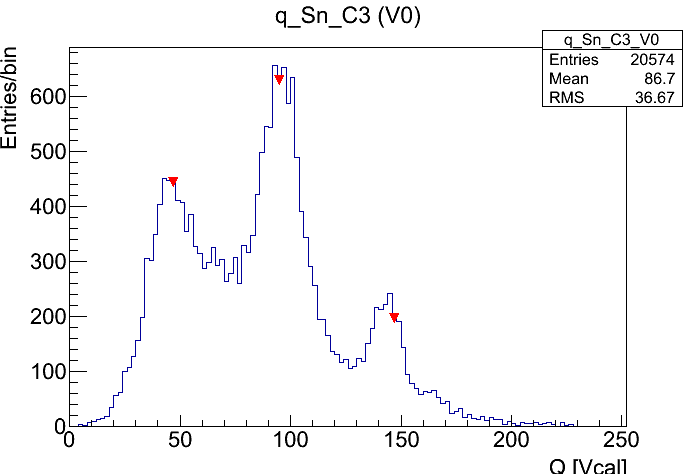 q_Sn_C3 (V0)
q_Sn_C3_V0
Entries 20574
Mean 86.7
RMS 36.67
Entries/bin
600
500
400
300
200
100
0
0 50 100 150 200 250
Q [Vcal]